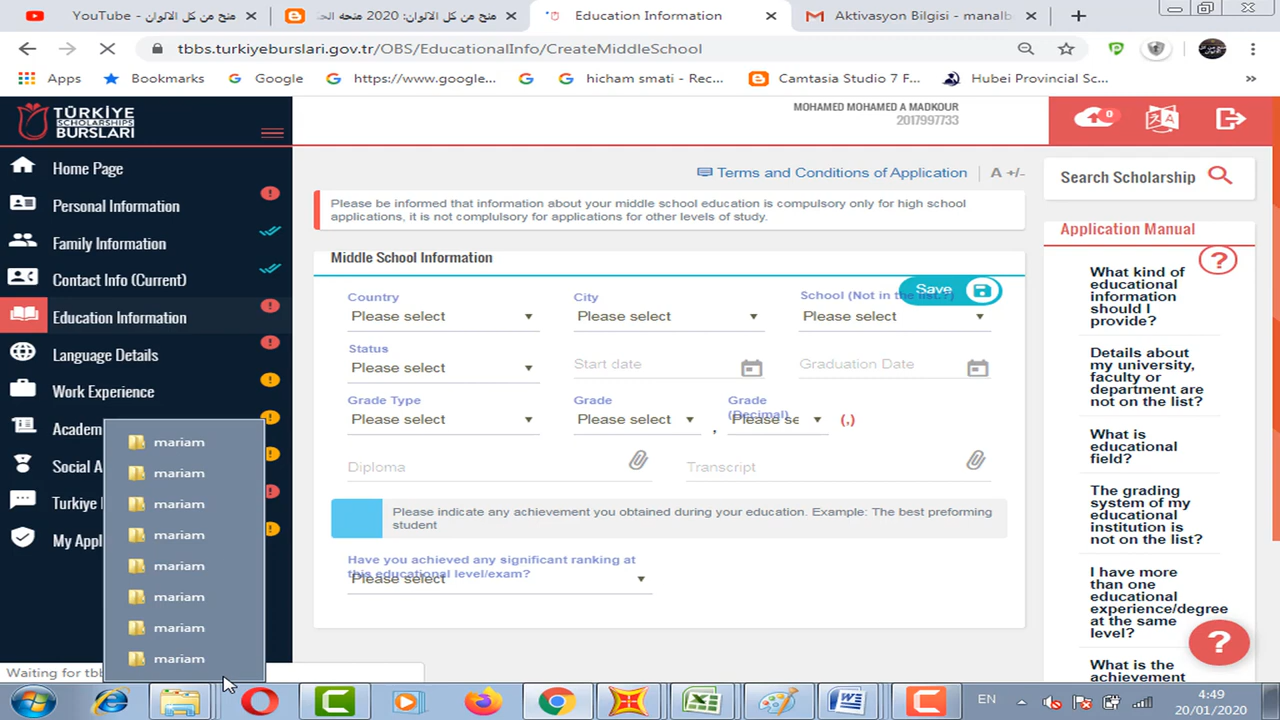 YouTube - منح من كل الالوان
منح من كل الالوان: 2020 منحه الحـ
Education Information
Aktivasyon Bilgisi - manalb
tbbs.turkiyeburslari.gov.tr/OBS/EducationalInfo/CreateMiddleSchool
Apps
Bookmarks
Google
https://www.google...
hicham smati - Rec...
Camtasia Studio 7 F...
Hubei Provincial Sc...
»
TÜRKİYE
SCHOLARSHIPS
BURSLARI
MOHAMED MOHAMED A MADKOUR
2017997733
0
Home Page
Personal Information
Family Information
Contact Info (Current)
Education Information
Language Details
Work Experience
Academ
Social A
Turkiye
My Appl
mariam
mariam
mariam
mariam
mariam
mariam
mariam
mariam
Waiting for tbb
Terms and Conditions of Application
A +/-
Please be informed that information about your middle school education is compulsory only for high school
applications, it is not complusory for applications for other levels of study.
Middle School Information
Save
Country
City
School (Not in the list?)
Please select
Please select
Please select
Status
Please select
Start date
Graduation Date
Grade Type
Grade
Grade
(Decimal)
Please select
Please select
,
Please se
(,)
Diploma
Transcript
Please indicate any achievement you obtained during your education. Example: The best preforming
student
Have you achieved any significant ranking at
this educational level/exam?
Please select
Search Scholarship
Application Manual
?
What kind of
educational
information
should I
provide?
Details about
my university,
faculty or
department are
not on the list?
What is
educational
field?
The grading
system of my
educational
institution is
not on the list?
I have more
than one
educational
experience/degree
at the same
level?
What is the
achievement
?
EN
4:49
20/01/2020